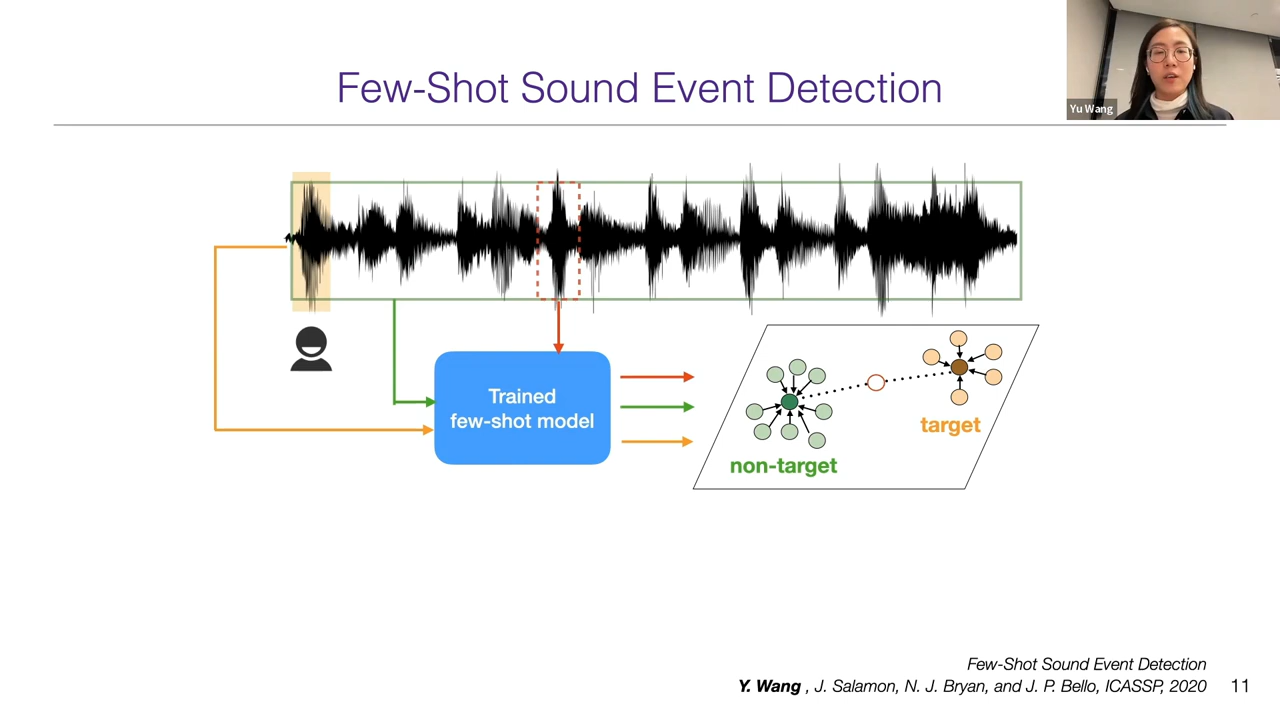 Few-Shot Sound Event Detection
Yu Wang
Trained
few-shot model
target
non-target
Few-Shot Sound Event Detection
Y. Wang , J. Salamon, N. J. Bryan, and J. P. Bello, ICASSP, 2020
11